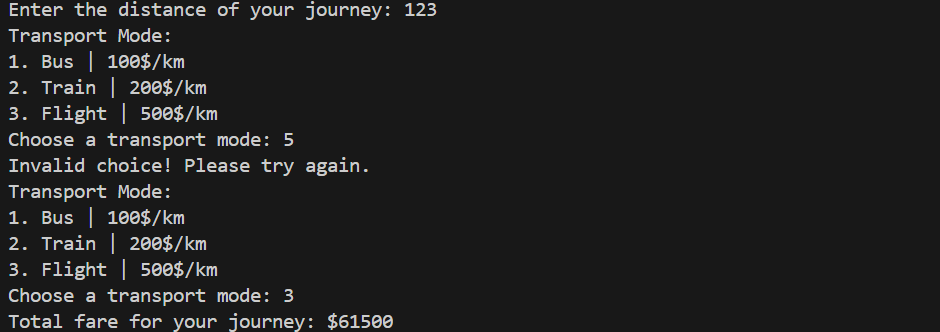 Enter the distance of your journey: 123
Transport Mode:
1. Bus | 100$/km
2. Train | 200$/km
3. Flight | 500$/km
Choose a transport mode: 5
Invalid choice! Please try again.
Transport Mode:
1. Bus | 100$/km
2. Train | 200$/km
3. Flight | 500$/km
Choose a transport mode: 3
Total fare for your journey: $61500